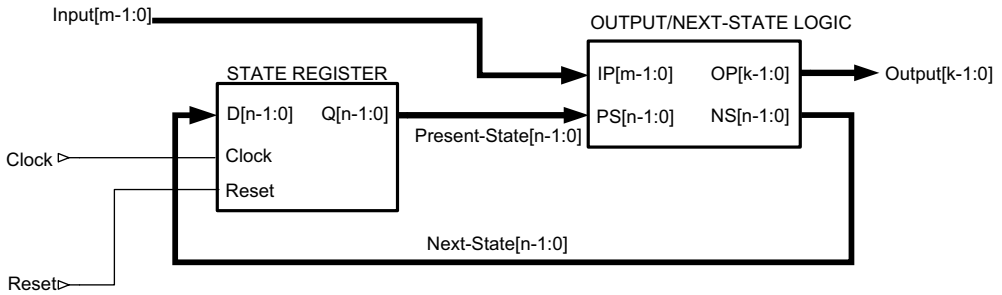 Input[m-1:0]
OUTPUT/NEXT-STATE LOGIC
STATE REGISTER
IP[m-1:0] OP[k-1:0]
Output[k-1:0]
D[n-1:0] Q[n-1:0]
PS[n-1:0] NS[n-1:0]
Present-State[n-1:0]
Clock
Clock
Reset
Next-State[n-1:0]
Reset